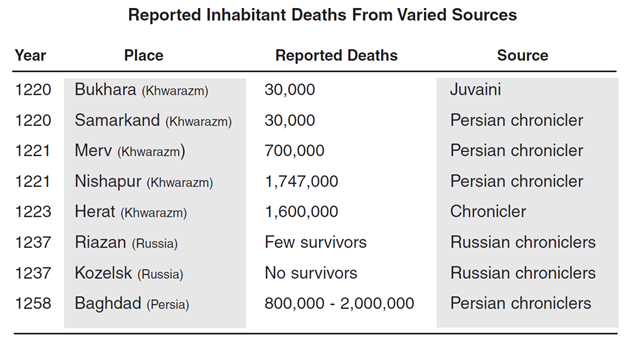 Reported Inhabitant Deaths From Varied Sources
Year Place Reported Deaths Source
1220 Bukhara (Khwarazm) 30,000 Juvaini
1220 Samarkand (Khwarazm) 30,000 Persian chronicler
1221 Merv (Khwarazm) 700,000 Persian chronicler
1221 Nishapur (Khwarazm) 1,747,000 Persian chronicler
1223 Herat (Khwarazm) 1,600,000 Chronicler
1237 Riazan (Russia) Few survivors Russian chroniclers
1237 Kozelsk (Russia) No survivors Russian chroniclers
1258 Baghdad (Persia) 800,000 - 2,000,000 Persian chroniclers